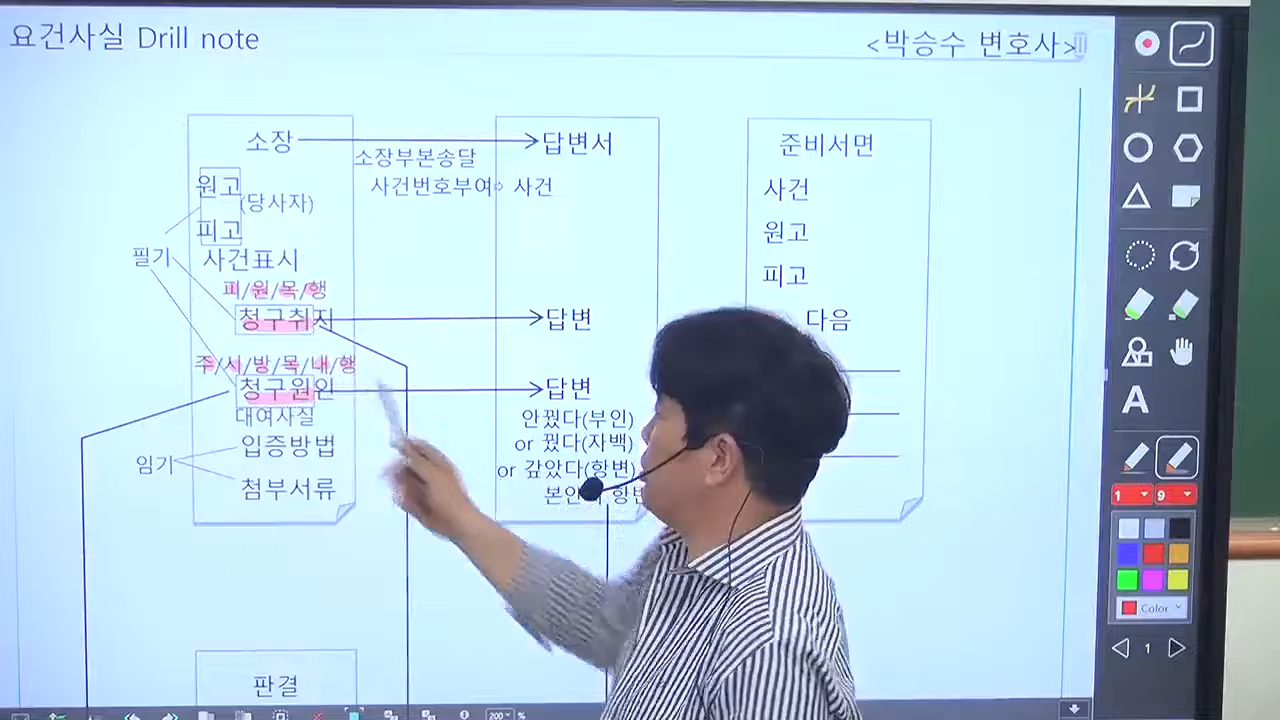 요건사실 Drill note
<박승수 변호사>
소장
답변서
준비서면
소장부본송달
사건번호부여⇨ 사건
사건
원고
(당사자)
피고
원고
피고
필기
사건표시
피/원/목/행
청구취지
답변
다음
주/시/방/목/내/행
청구원인
답변
대여사실
안꿨다(부인)
or 꿨다(자백)
or 갚았다(항변)
임기
입증방법
첨부서류
판결
A
1
9
Color
1
200 %